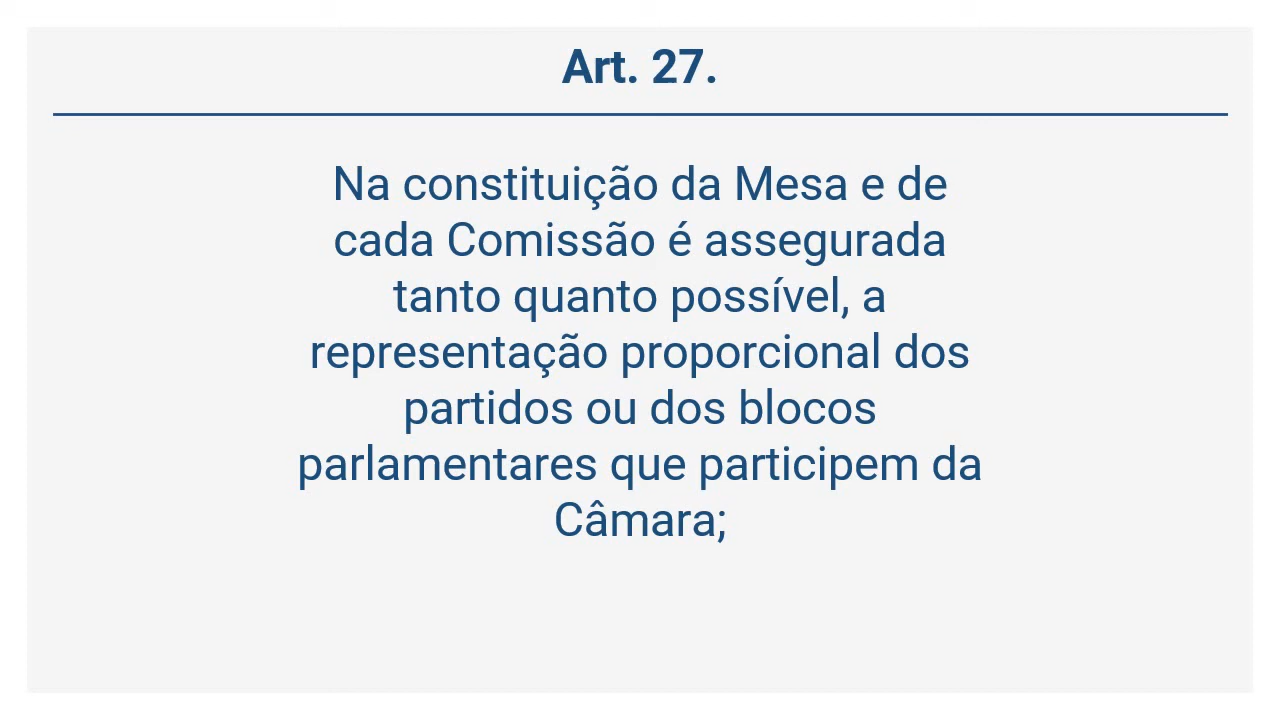 Art. 27.
Na constituição da Mesa e de
cada Comissão é assegurada
tanto quanto possível, a
representação proporcional dos
partidos ou dos blocos
parlamentares que participem da
Câmara;